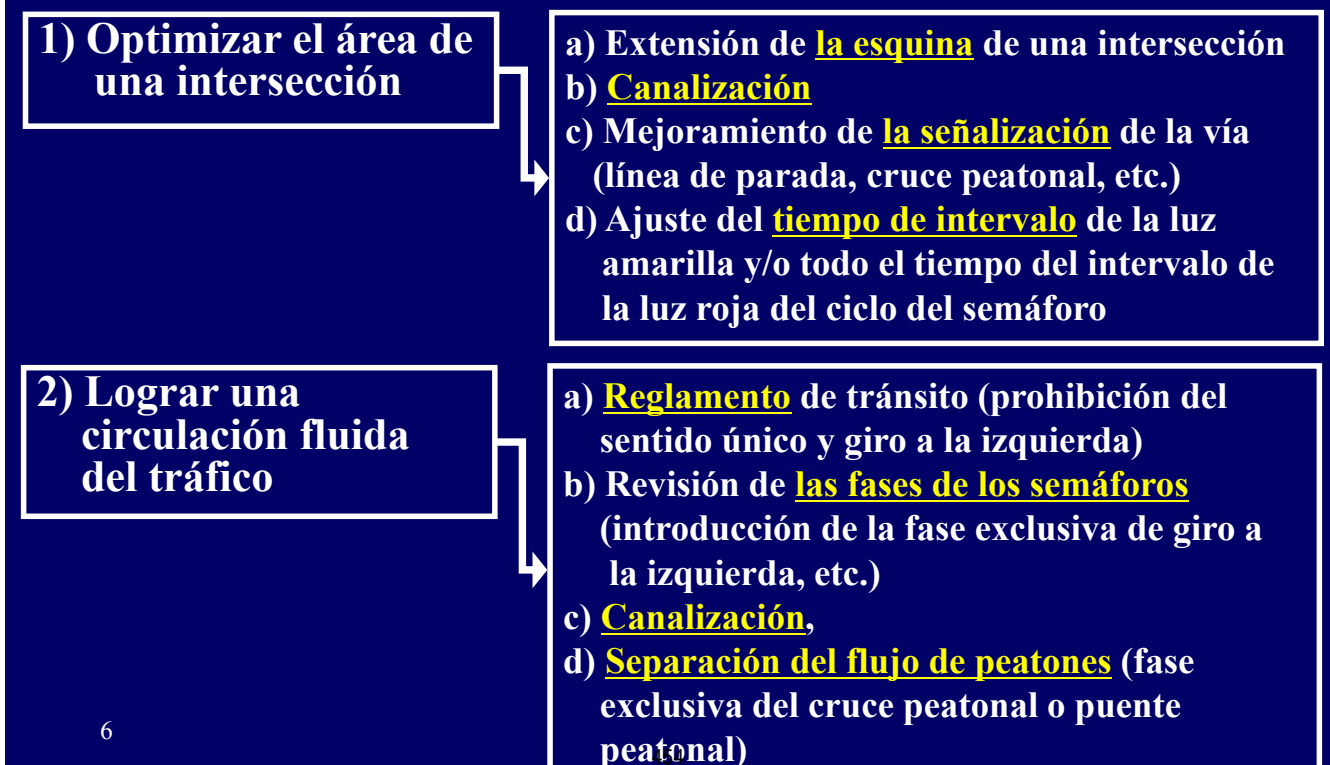 1) Optimizar el área de
una intersección
a) Extensión de la esquina de una intersección
b) Canalización
c) Mejoramiento de la señalización de la vía
(línea de parada, cruce peatonal, etc.)
d) Ajuste del tiempo de intervalo de la luz
amarilla y/o todo el tiempo del intervalo de
la luz roja del ciclo del semáforo
2) Lograr una
circulación fluida
del tráfico
a) Reglamento de tránsito (prohibición del
sentido único y giro a la izquierda)
b) Revisión de las fases de los semáforos
(introducción de la fase exclusiva de giro a
la izquierda, etc.)
c) Canalización,
d) Separación del flujo de peatones (fase
exclusiva del cruce peatonal o puente
peatonal)
6